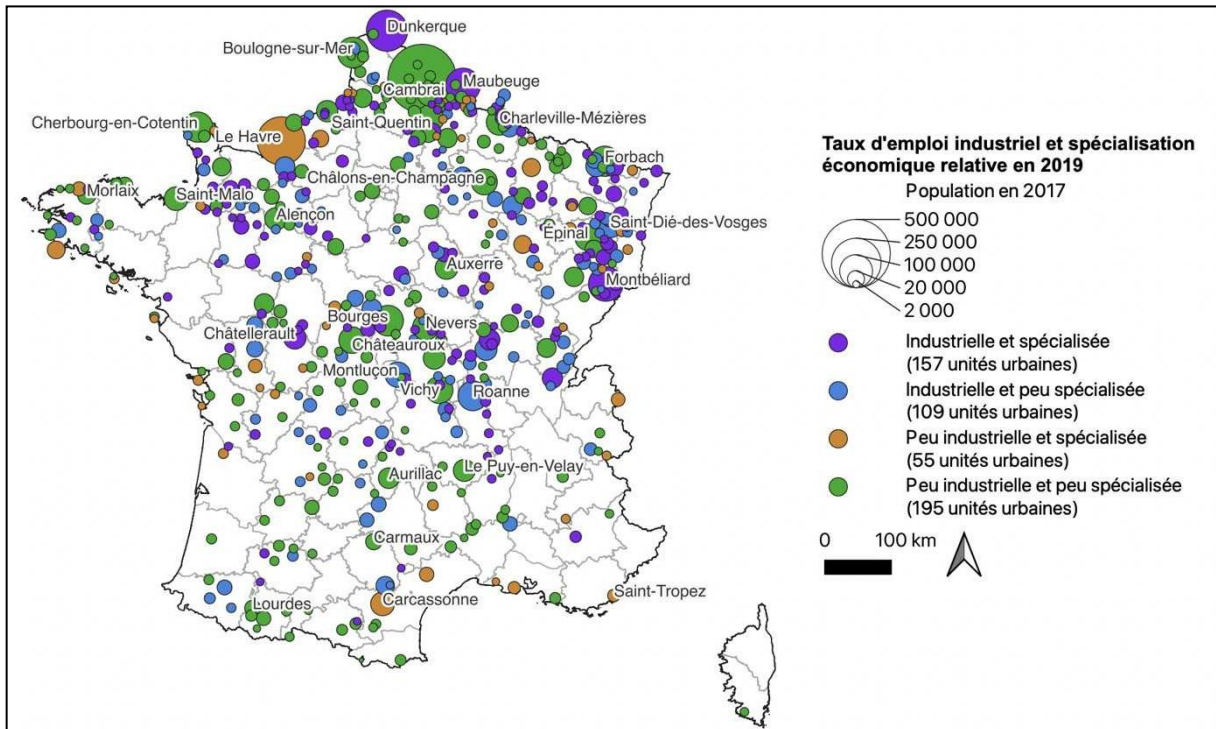 Dunkerque
Boulogne-sur-Mer
Cambrai
Maubeuge
Cherbourg-en-Cotentin
Le Havre
Saint-Quentin
Charleville-Mézières
Forbach
Châlons-en-Champagne
Morlaix
Saint-Malo
Alençon
Saint-Dié-des-Vosges
Épinal
Auxerre
Montbéliard
Bourges
Nevers
Châtellerault
Châteauroux
Montluçon
Vichy
Roanne
Aurillac
Le Puy-en-Velay
Carmaux
Saint-Tropez
Lourdes
Carcassonne
Taux d'emploi industriel et spécialisation
économique relative en 2019
Population en 2017
500 000
250 000
100 000
20 000
2 000
Industrielle et spécialisée
(157 unités urbaines)
Industrielle et peu spécialisée
(109 unités urbaines)
Peu industrielle et spécialisée
(55 unités urbaines)
Peu industrielle et peu spécialisée
(195 unités urbaines)
0 100 km